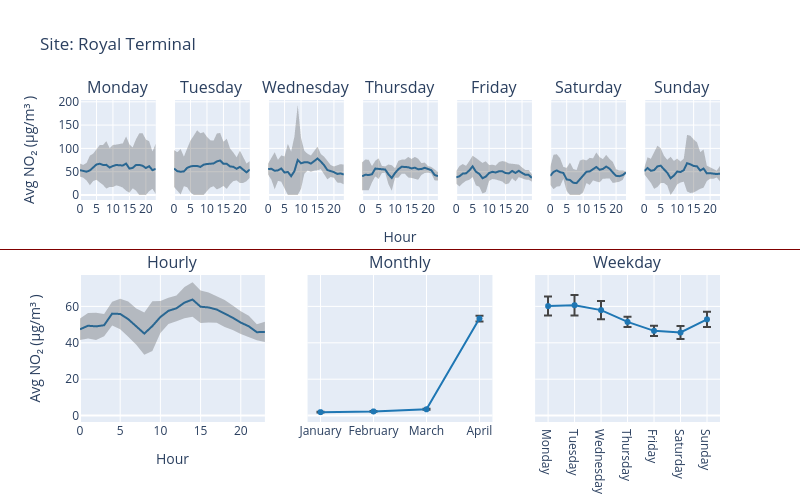 Site: Royal Terminal
Monday Tuesday Wednesday Thursday Friday Saturday Sunday
Avg NO₂ (µg/m³ )
200
150
100
50
0
0 5 10 15 20 0 5 10 15 20 0 5 10 15 20 0 5 10 15 20 0 5 10 15 20 0 5 10 15 20 0 5 10 15 20
Hour
Hourly Monthly Weekday
Avg NO₂ (µg/m³ )
60
40
20
0
0 5 10 15 20
Hour
January February March April
Monday
Tuesday
Wednesday
Thursday
Friday
Saturday
Sunday